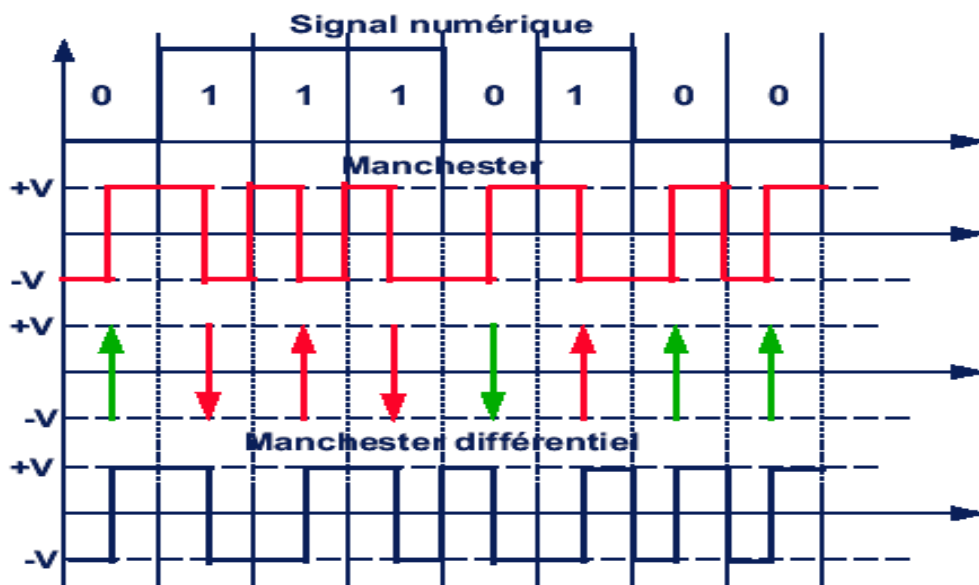 Signal numérique
0 1 1 1 0 1 0 0
Manchester
+V
-V
+V
-V
Manchester différentiel
+V
-V